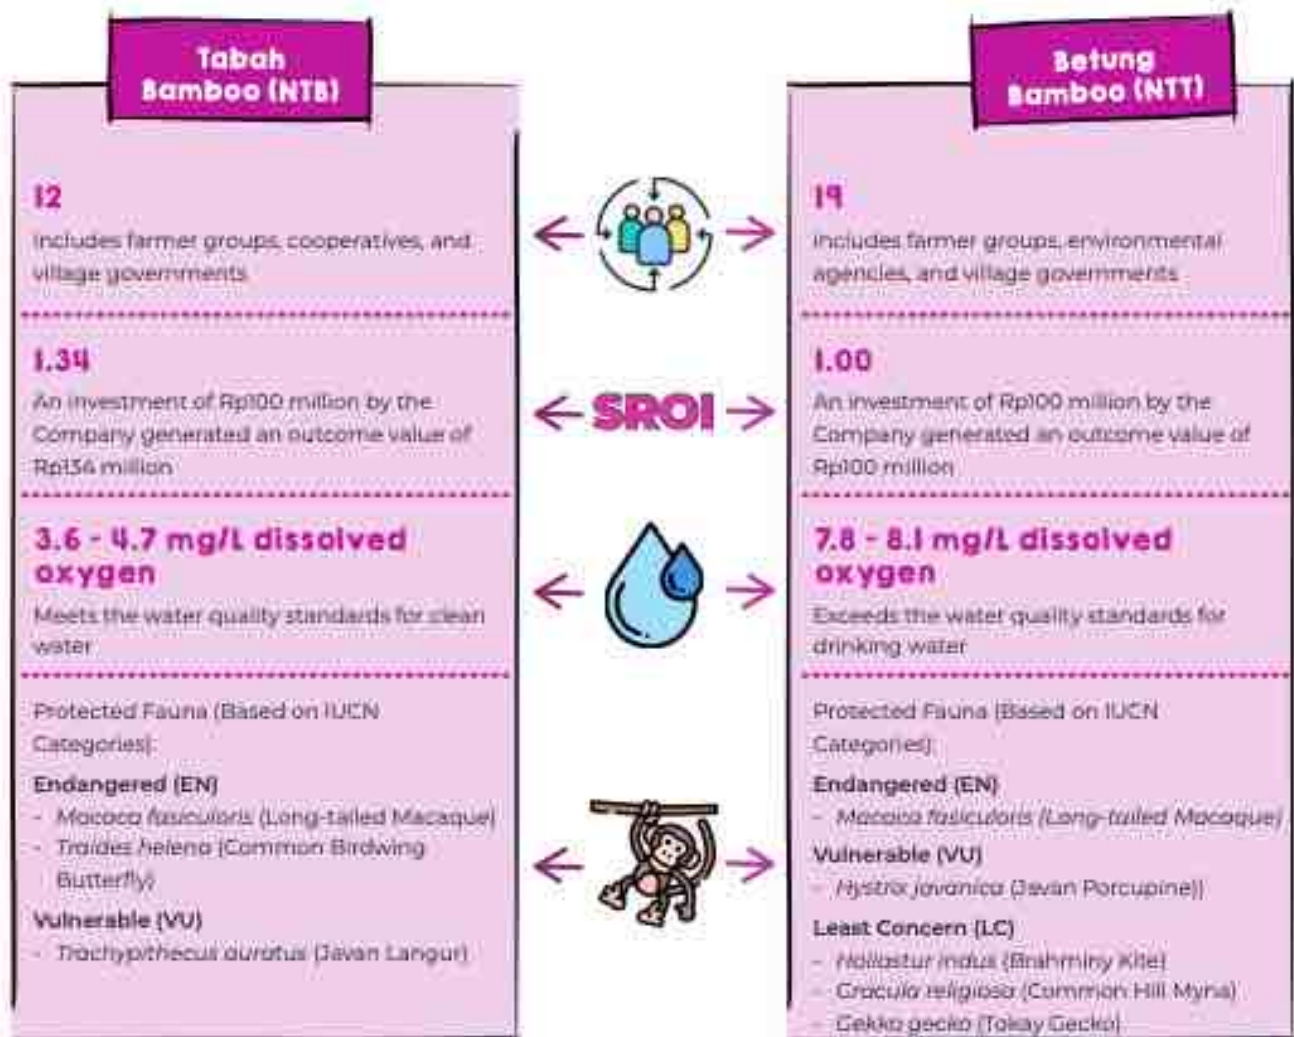 Tabah
Bamboo (NTB)
12
Includes farmer groups, cooperatives, and
village governments
1.34
An investment of Rp100 million by the
Company generated an outcome value of
Rp134 million
3.6 - 4.7 mg/L dissolved
oxygen
Meets the water quality standards for clean
water
Protected Fauna (Based on IUCN
Categories):
Endangered (EN)
- Macaca fasiculoris (Long-tailed Macaque)
- Troides helena (Common Birdwing
Butterfly)
Vulnerable (VU)
- Trachypithecus auratus (Javan Langur)
SROI
Betung
Bamboo (NTT)
19
Includes farmer groups, environmental
agencies, and village governments
1.00
An investment of Rp100 million by the
Company generated an outcome value of
Rp100 million
7.8 - 8.1 mg/L dissolved
oxygen
Exceeds the water quality standards for
drinking water
Protected Fauna (Based on IUCN
Categories):
Endangered (EN)
- Macaca fasiculoris (Long-tailed Macaque)
Vulnerable (VU)
- Hystrix javanica (Javan Porcupine))
Least Concern (LC)
- Haliastur indus (Brahminy Kite)
- Gracula religiosa (Common Hill Myna)
- Gekko gecko (Tokay Gecko)